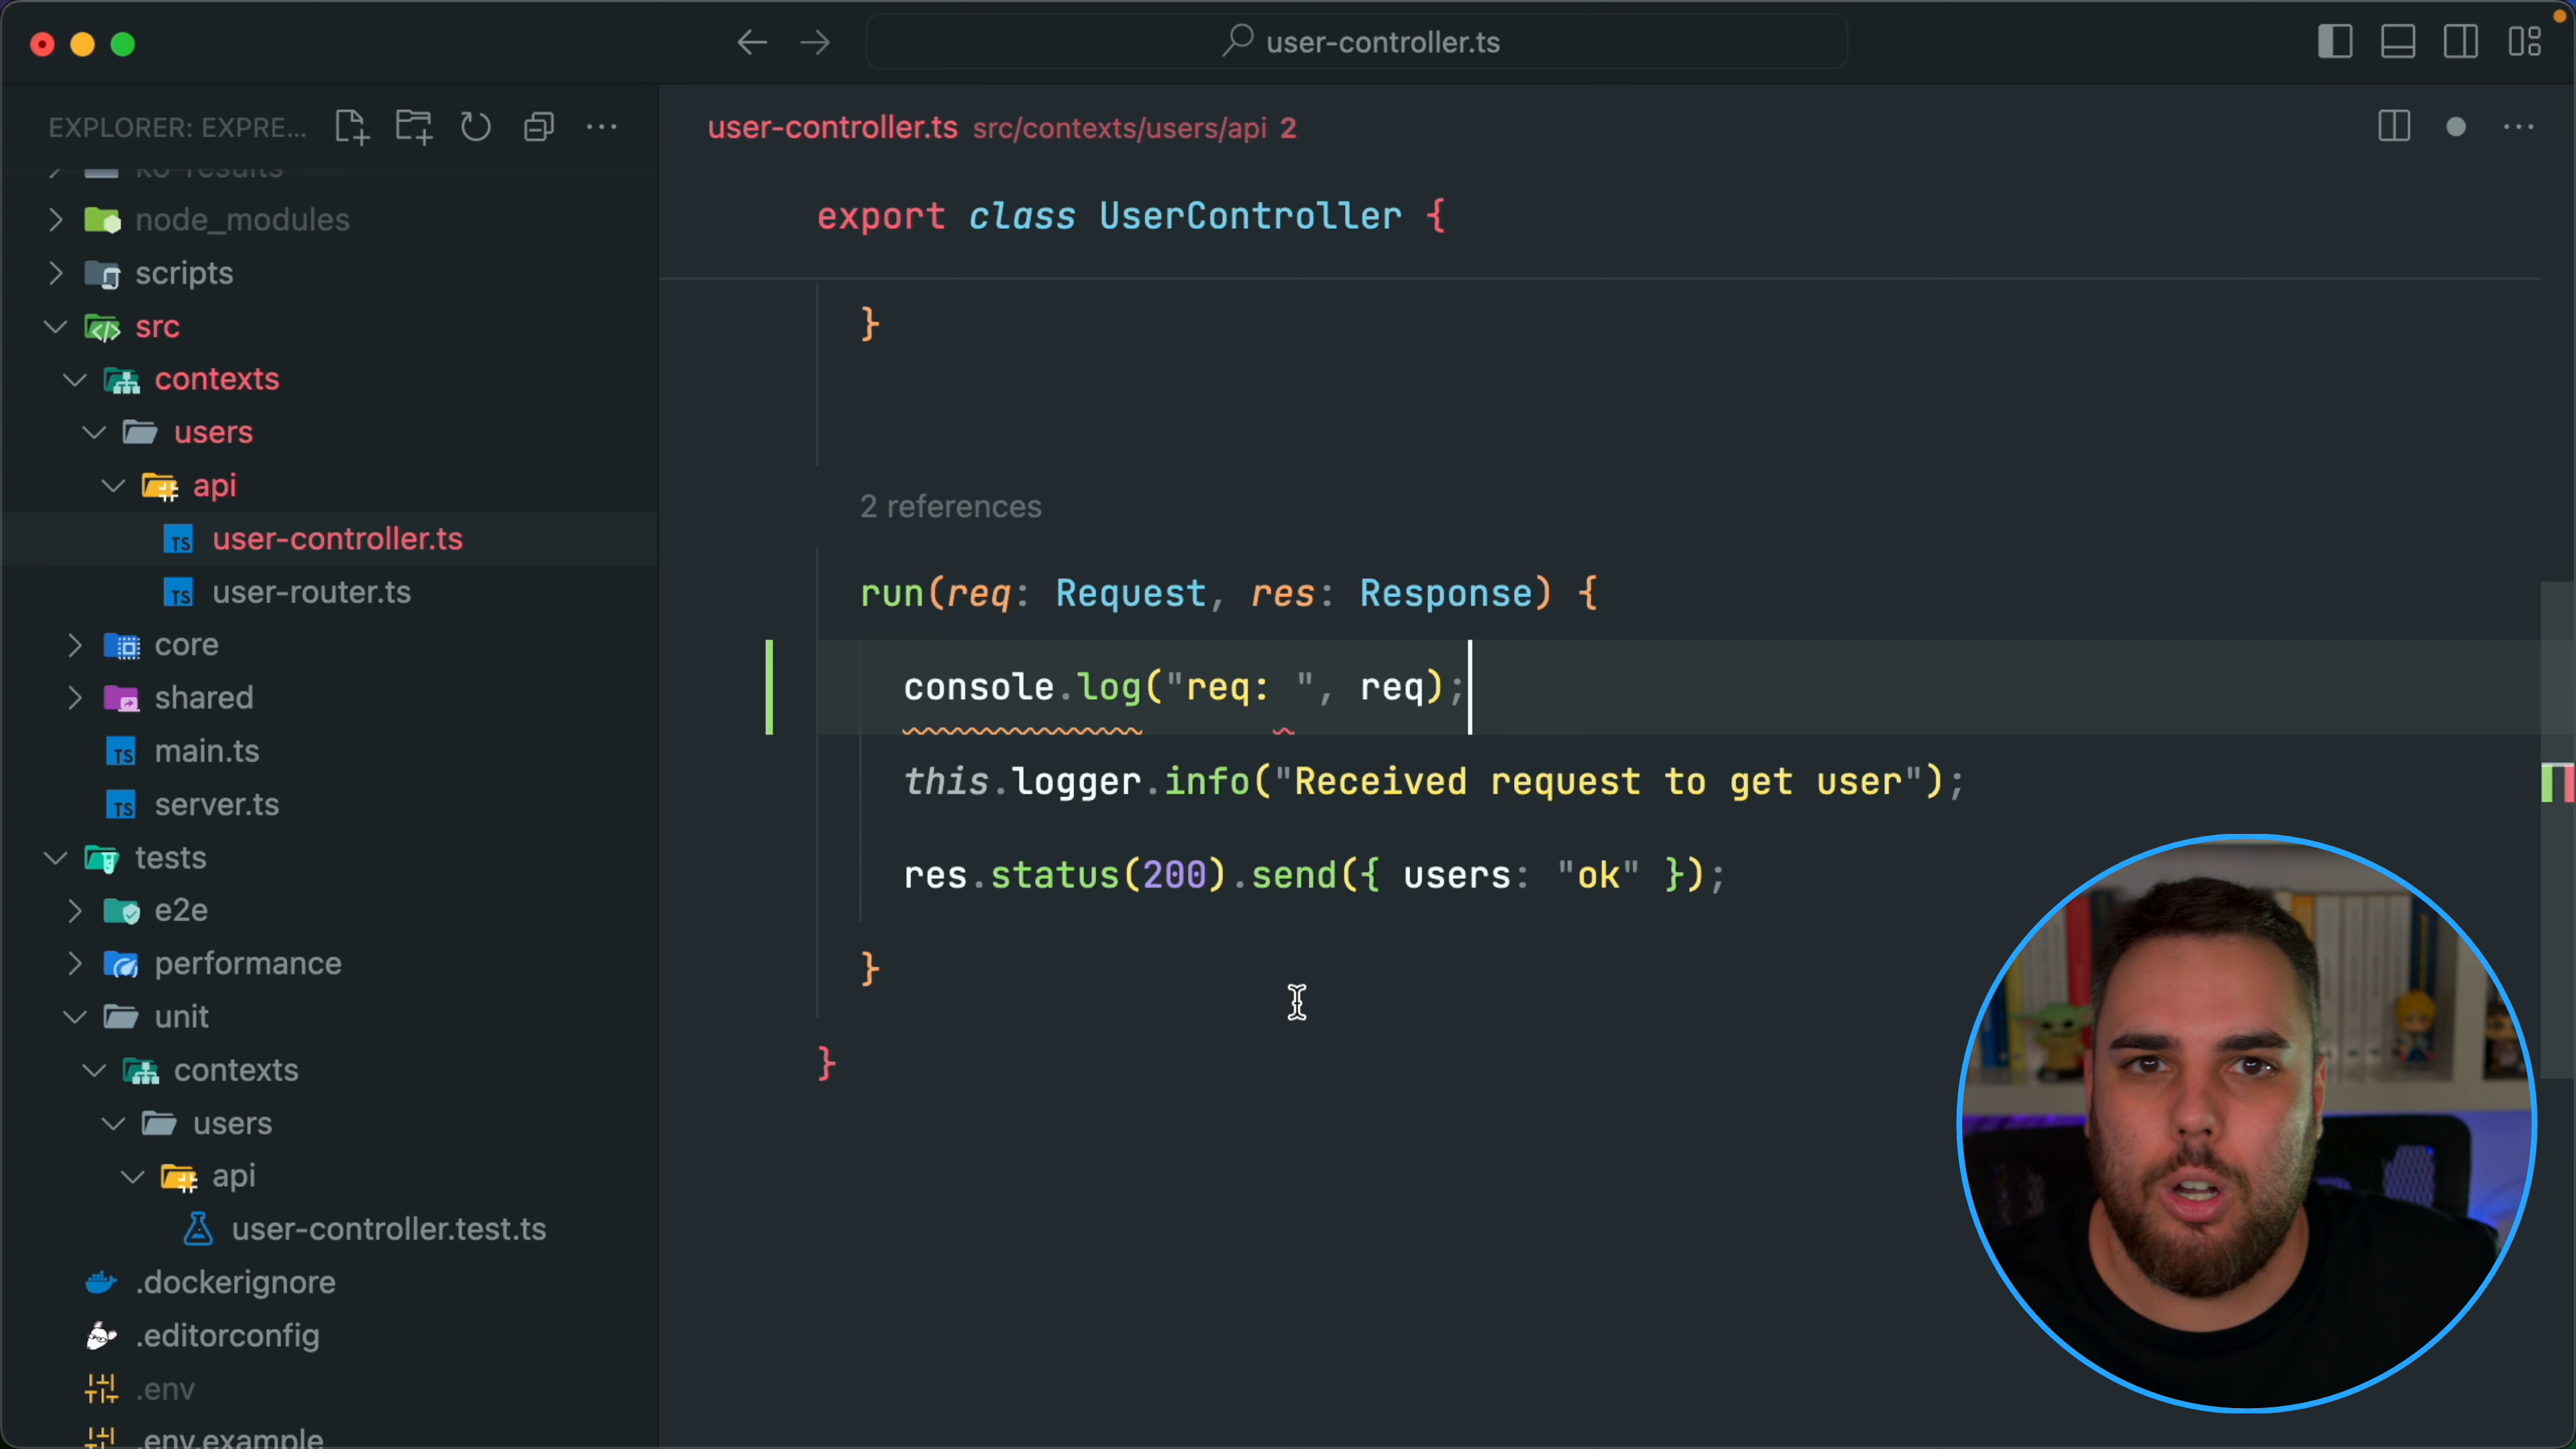 user-controller.ts
EXPLORER: EXPRE...
ko-results
node_modules
scripts
src
contexts
users
api
user-controller.ts
user-router.ts
core
shared
main.ts
server.ts
tests
e2e
performance
unit
contexts
users
api
user-controller.test.ts
.dockerignore
.editorconfig
.env
.env.example
user-controller.ts src/contexts/users/api 2
export class UserController {
}
2 references
run(req: Request, res: Response) {
console.log("req: ", req);
this.logger.info("Received request to get user");
res.status(200).send({ users: "ok" });
}
}